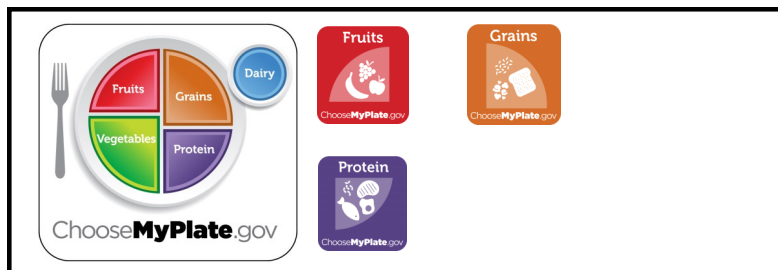 Fruits
Grains
Dairy
Vegetables
Protein
ChooseMyPlate.gov
Fruits
ChooseMyPlate.gov
Grains
ChooseMyPlate.gov
Protein
ChooseMyPlate.gov